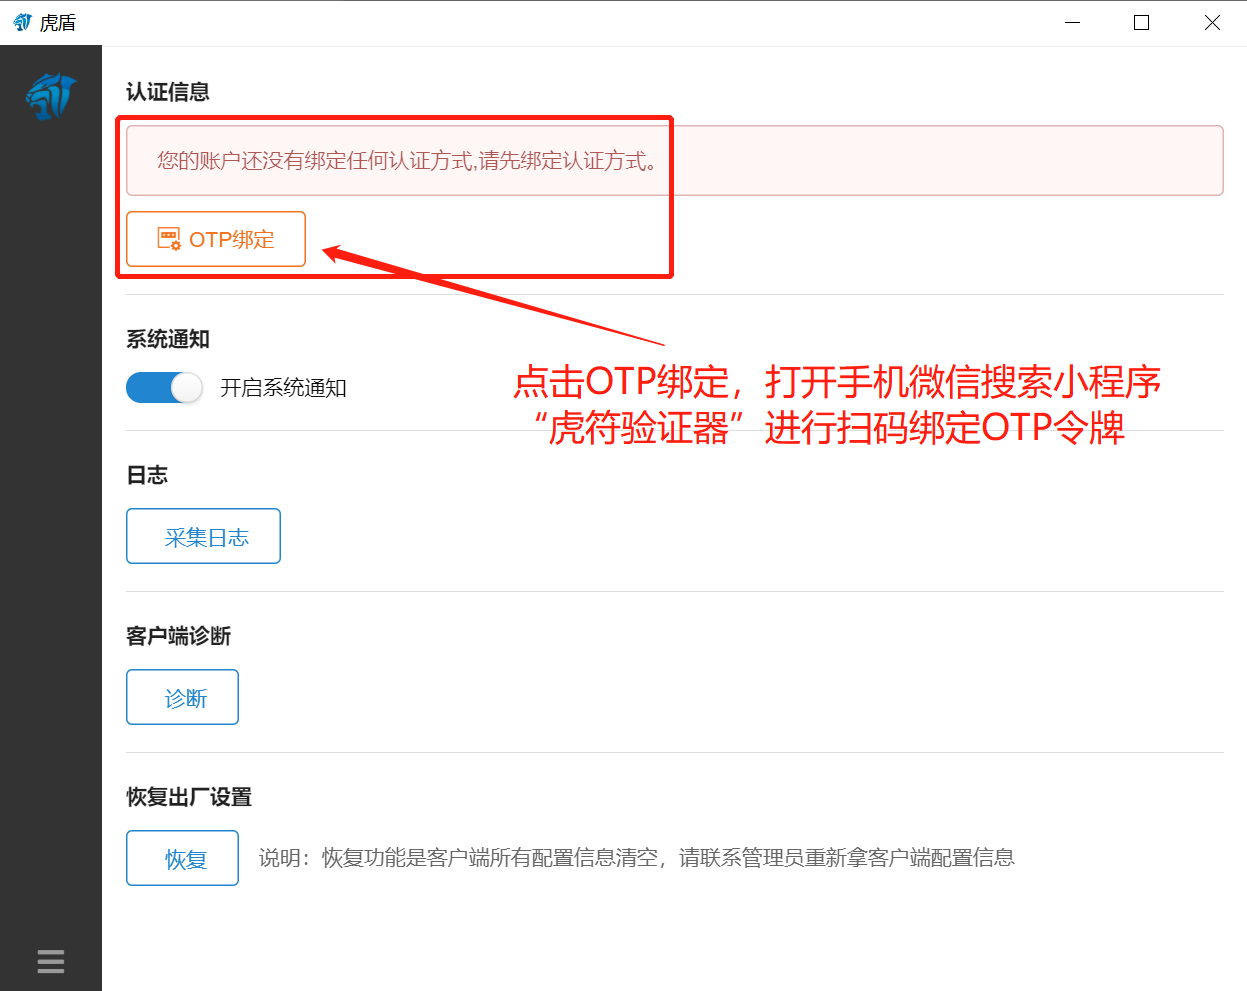 虎盾
认证信息
您的账户还没有绑定任何认证方式,请先绑定认证方式。
OTP绑定
系统通知
开启系统通知
点击OTP绑定，打开手机微信搜索小程序
“虎符验证器”进行扫码绑定OTP令牌
日志
采集日志
客户端诊断
诊断
恢复出厂设置
恢复
说明：恢复功能是客户端所有配置信息清空，请联系管理员重新拿客户端配置信息